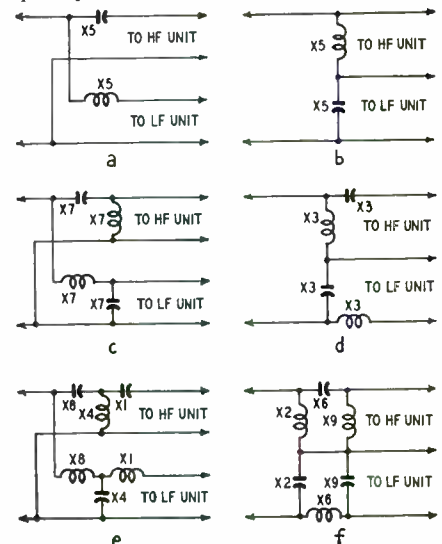 X5
TO HF UNIT
X5
TO LF UNIT
a
X5
TO HF UNIT
X5
TO LF UNIT
b
X7
X7
TO HF UNIT
X7
X7
TO LF UNIT
c
X3
X3
TO HF UNIT
X3
TO LF UNIT
X3
d
X8
X4
X1
TO HF UNIT
X8
X1
X4
TO LF UNIT
e
X6
X2
X9
TO HF UNIT
X2
X9
TO LF UNIT
X6
f